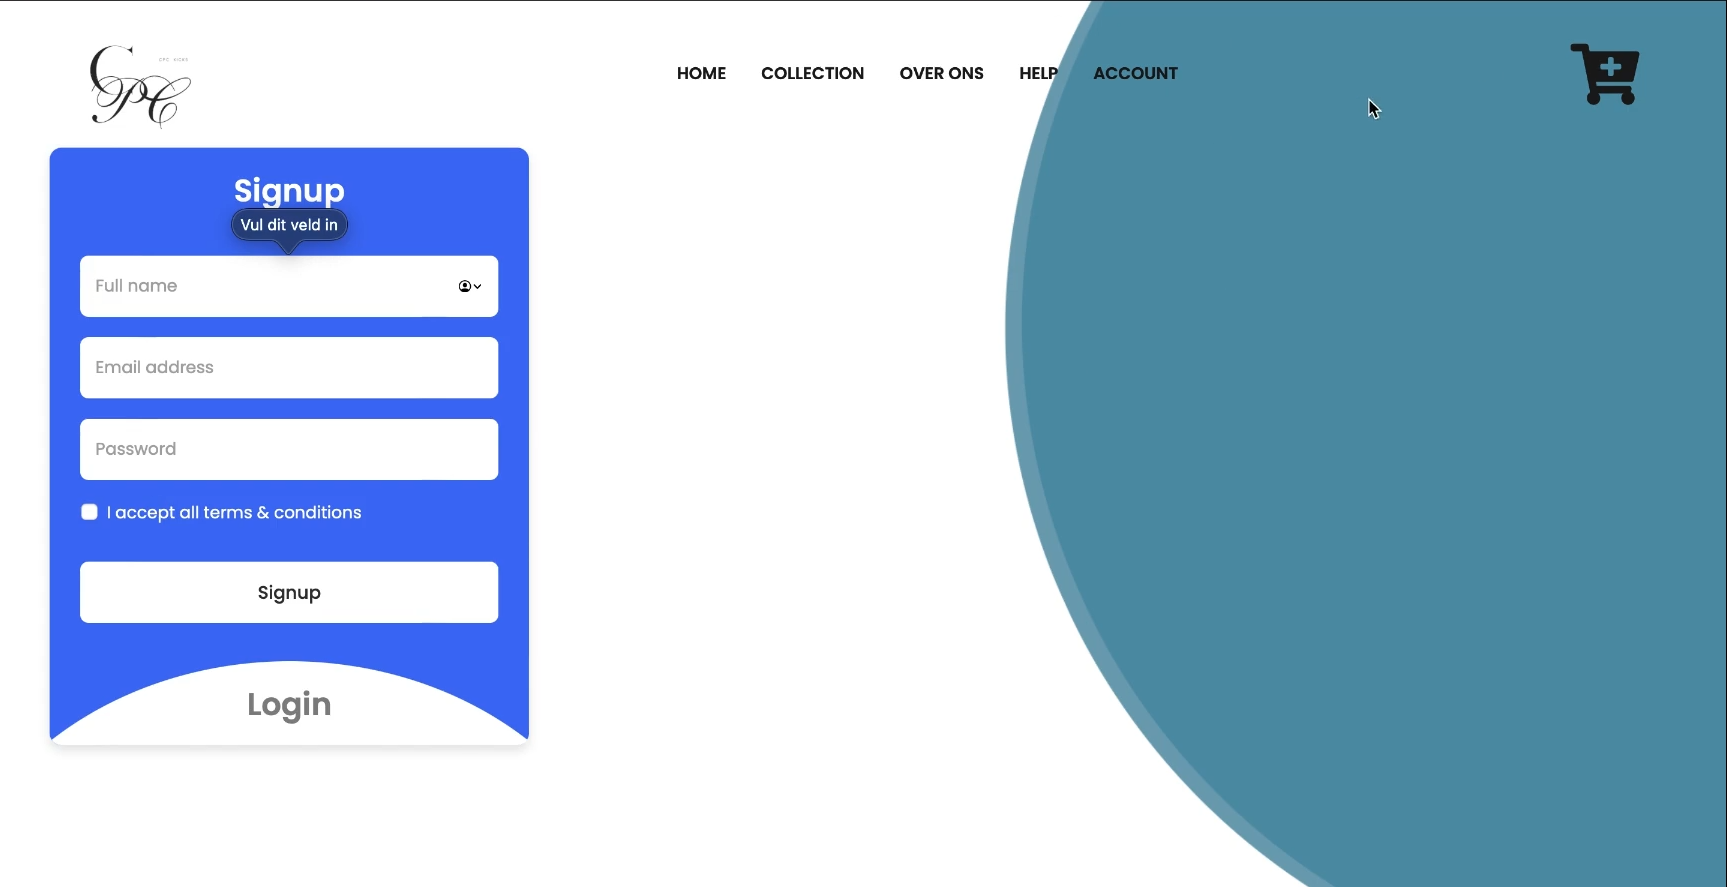 CPC
HOME COLLECTION OVER ONS HELP ACCOUNT
Signup
Vul dit veld in
Full name
Email address
Password
I accept all terms & conditions
Signup
Login